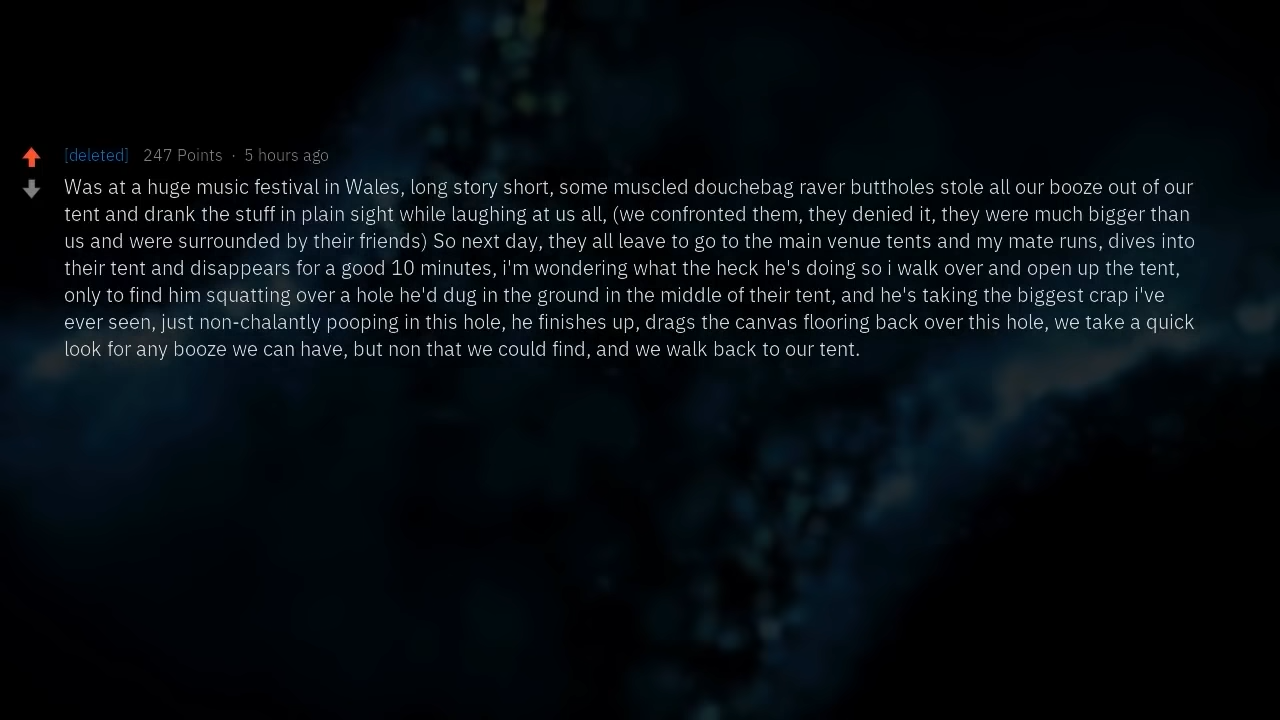 [deleted] 247 Points · 5 hours ago
Was at a huge music festival in Wales, long story short, some muscled douchebag raver buttholes stole all our booze out of our
tent and drank the stuff in plain sight while laughing at us all, (we confronted them, they denied it, they were much bigger than
us and were surrounded by their friends) So next day, they all leave to go to the main venue tents and my mate runs, dives into
their tent and disappears for a good 10 minutes, i'm wondering what the heck he's doing so i walk over and open up the tent,
only to find him squatting over a hole he'd dug in the ground in the middle of their tent, and he's taking the biggest crap i've
ever seen, just non-chalantly pooping in this hole, he finishes up, drags the canvas flooring back over this hole, we take a quick
look for any booze we can have, but non that we could find, and we walk back to our tent.